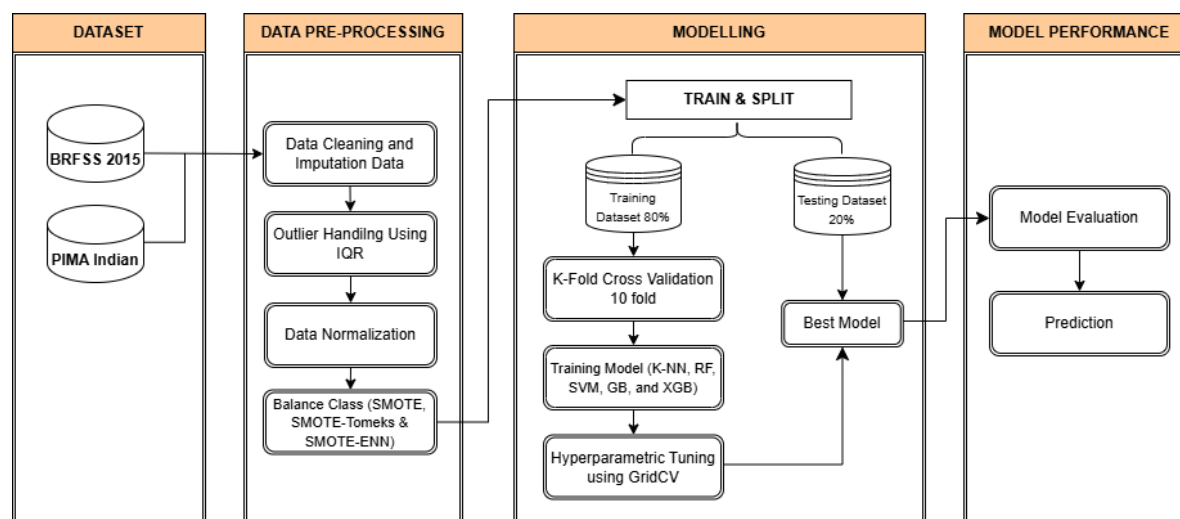 DATASET
BRFSS 2015
PIMA Indian
DATA PRE-PROCESSING
Data Cleaning and
Imputation Data
Outlier Handilng Using
IQR
Data Normalization
Balance Class (SMOTE,
SMOTE-Tomeks &
SMOTE-ENN)
MODELLING
TRAIN & SPLIT
Training
Dataset 80%
Testing Dataset
20%
K-Fold Cross Validation
10 fold
Training Model (K-NN, RF,
SVM, GB, and XGB)
Hyperparametric Tuning
using GridCV
Best Model
MODEL PERFORMANCE
Model Evaluation
Prediction